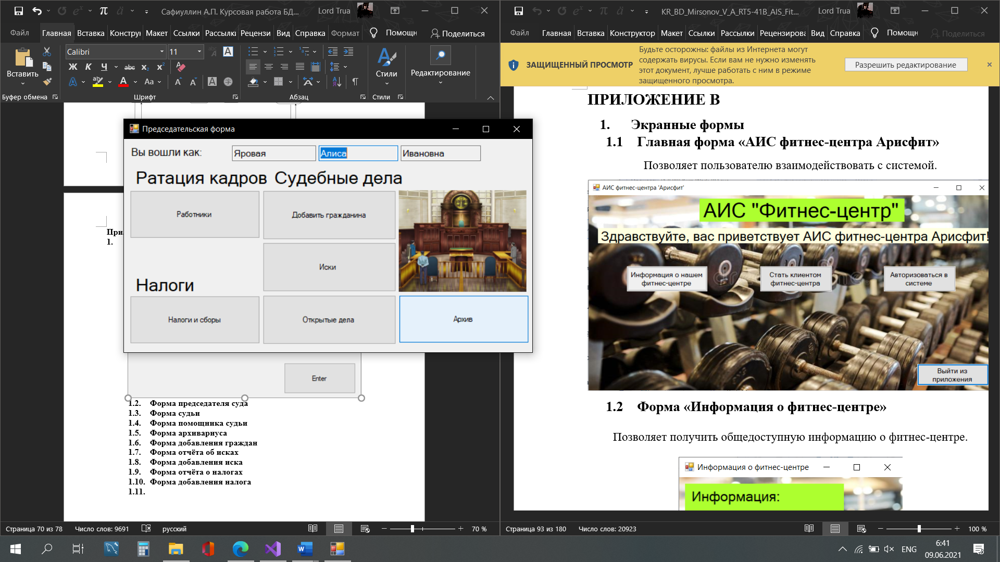 Сафиуллин А.П. Курсовая работа БД...
Lord Trua
Файл Главная Вставка Макет Ссылки Вид Справка Формат Помощн Поделиться
Calibri
11
Вставить
Стили
Редактирование
Буфер обмена
Шрифт
Абзац
Стили
Председательская форма
Вы вошли как:
Яровая
Алиса
Ивановна
Ратация кадров Судебные дела
Работники
Добавить гражданина
Иски
Налоги
Налоги и сборы
Открытые дела
Архив
Enter
1.
1.2. Форма председателя суда
1.3. Форма судьи
1.4. Форма помощника судьи
1.5. Форма архивариуса
1.6. Форма добавления граждан
1.7. Форма отчёта об исках
1.8. Форма добавления иска
1.9. Форма отчёта о налогах
1.10. Форма добавления налога
1.11.
Страница 70 из 78
Число слов: 9691
русский
70 %
KR_BD_Mirsonov_V_A_RT5-41B_AIS_Fit...
Lord Trua
Файл Главная Вставка Конструктор Макет Ссылки Рассылки Вид Справка Помощн Поделиться
ЗАЩИЩЕННЫЙ ПРОСМОТР
Будьте осторожны: файлы из Интернета могут
содержать вирусы. Если вам не нужно изменять
этот документ, лучше работать с ним в режиме
защищенного просмотра.
Разрешить редактирование
ПРИЛОЖЕНИЕ В
1. Экранные формы
1.1 Главная форма «АИС фитнес-центра Арисфит»
Позволяет пользователю взаимодействовать с системой.
АИС фитнес-центра 'Арисфит'
АИС "Фитнес-центр"
Здравствуйте, вас приветствует АИС фитнес-центра Арисфит!
Информация о нашем
фитнес-центре
Стать клиентом
фитнес-центра
Авторизоваться в
системе
Выйти из
приложения
1.2 Форма «Информация о фитнес-центре»
Позволяет получить общедоступную информацию о фитнес-центре.
Информация о фитнес-центре
Информация:
Страница 93 из 180
Число слов: 20923
100 %
ENG
6:41
09.06.2021